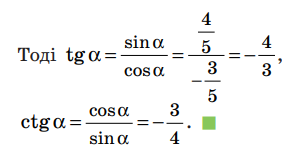 Тоді tg α = sin α / cos α = (4/5) / (−3/5) = −4/3,
ctg α = cos α / sin α = −3/4.